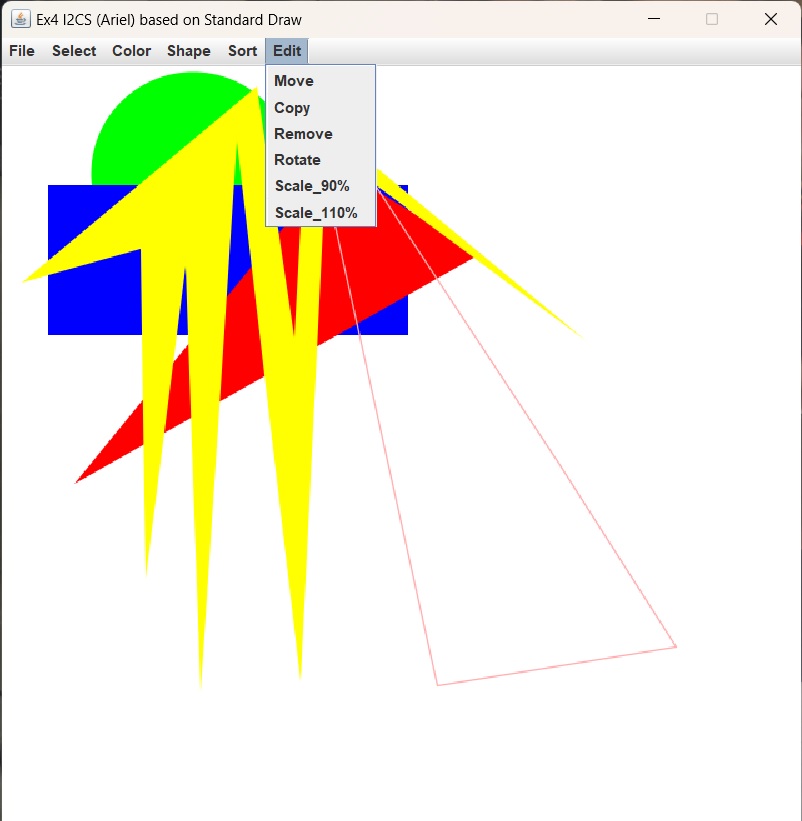 Ex4 I2CS (Ariel) based on Standard Draw
File Select Color Shape Sort Edit
Move
Copy
Remove
Rotate
Scale_90%
Scale_110%